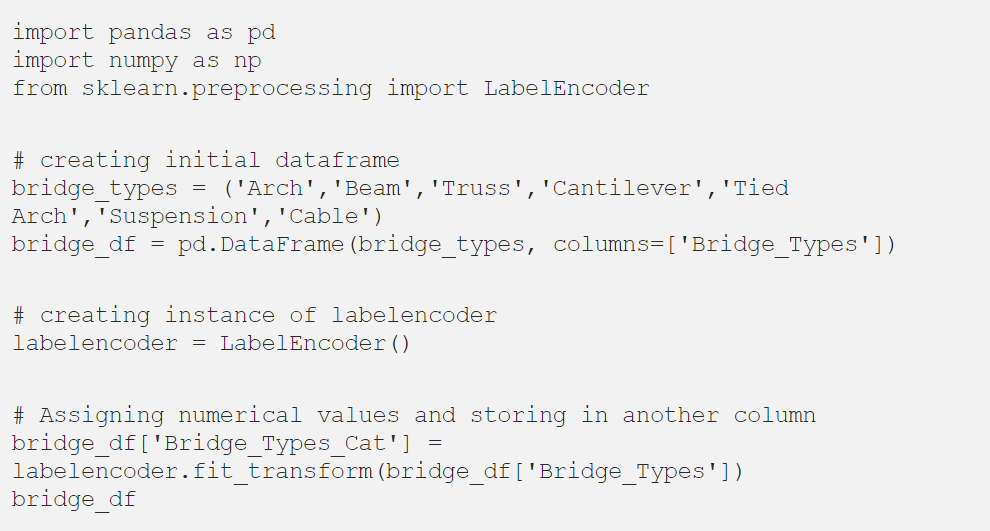 import pandas as pd
import numpy as np
from sklearn.preprocessing import LabelEncoder
# creating initial dataframe
bridge_types = ('Arch','Beam','Truss','Cantilever','Tied
Arch','Suspension','Cable')
bridge_df = pd.DataFrame(bridge_types, columns=['Bridge_Types'])
# creating instance of labelencoder
labelencoder = LabelEncoder()
# Assigning numerical values and storing in another column
bridge_df['Bridge_Types_Cat'] =
labelencoder.fit_transform(bridge_df['Bridge_Types'])
bridge_df